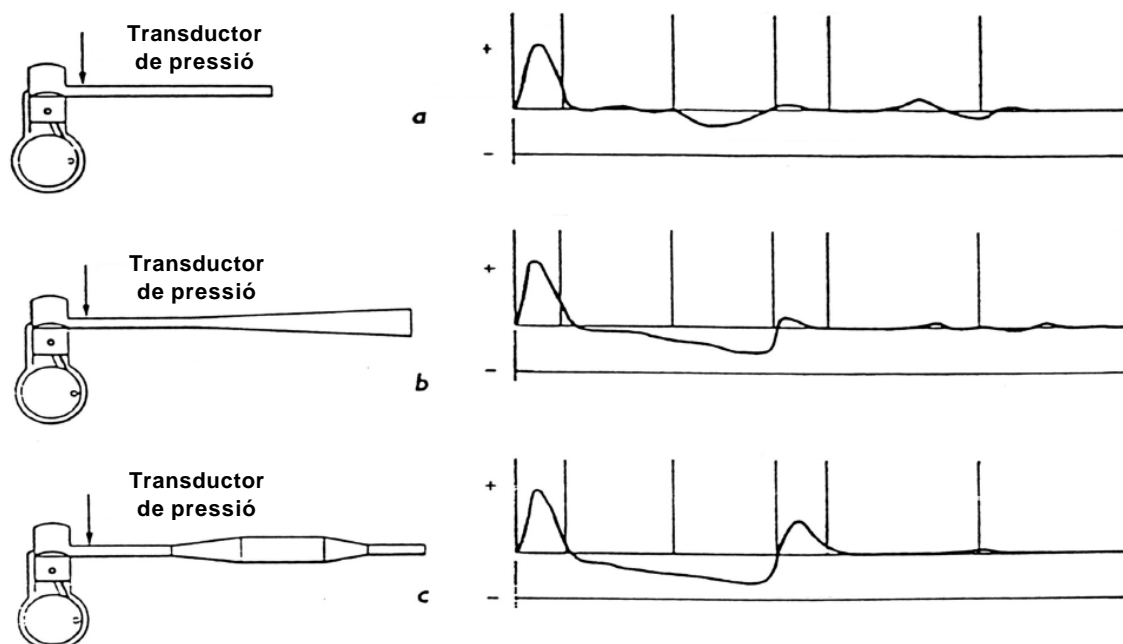 Transductor
de pressió
a
+
-
Transductor
de pressió
b
+
-
Transductor
de pressió
c
+
-